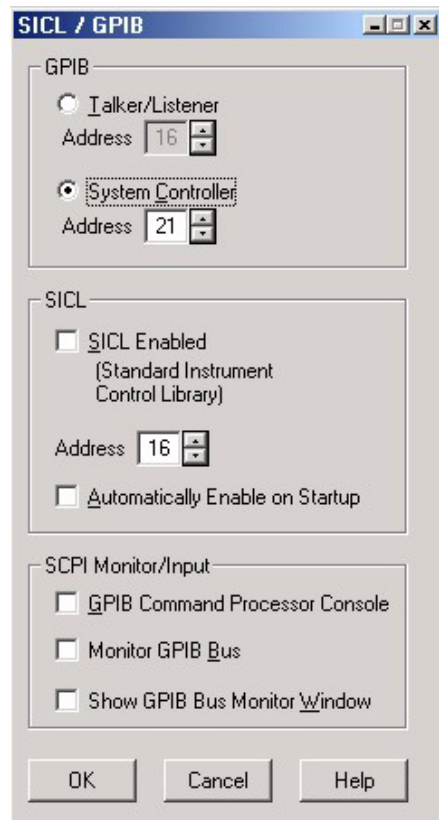 SICL / GPIB
GPIB
Talker/Listener
Address 16
System Controller
Address 21
SICL
SICL Enabled
(Standard Instrument
Control Library)
Address 16
Automatically Enable on Startup
SCPI Monitor/Input
GPIB Command Processor Console
Monitor GPIB Bus
Show GPIB Bus Monitor Window
OK Cancel Help